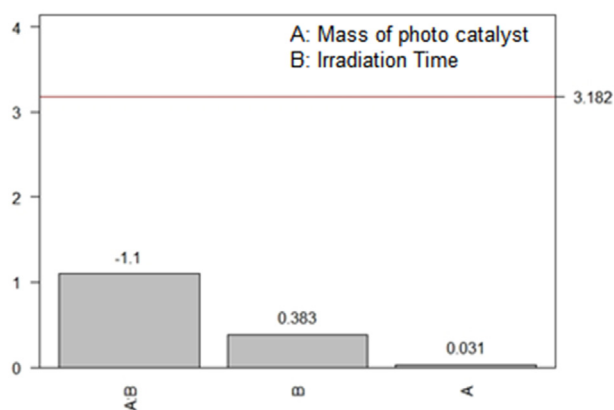 A: Mass of photo catalyst
B: Irradiation Time
4
3.182
3
2
-1.1
1
0.383
0.031
0
A:B
B
A